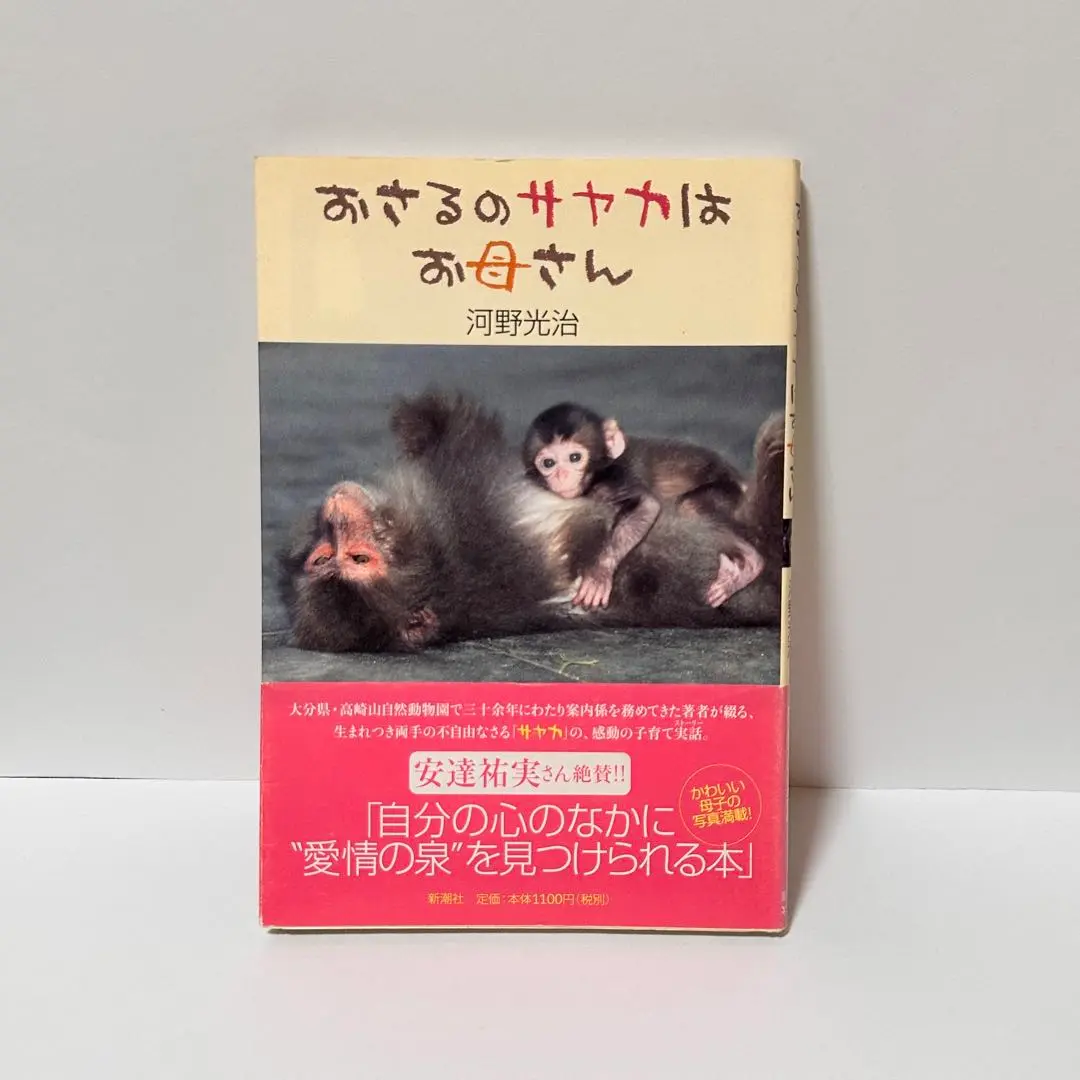 おさるのサヤカは
お母さん
河野光治
大分県・高崎山自然動物園で三十余年にわたり案内係を務めてきた著者が綴る、
生まれつき両手の不自由なさる「サヤカ」の、感動の子育て実話。
ストーリー
安達祐実さん絶賛!!
かわいい
母子の
写真満載!
「自分の心のなかに
“愛情の泉”を見つけられる本」
新潮社 定価:本体1100円(税別)